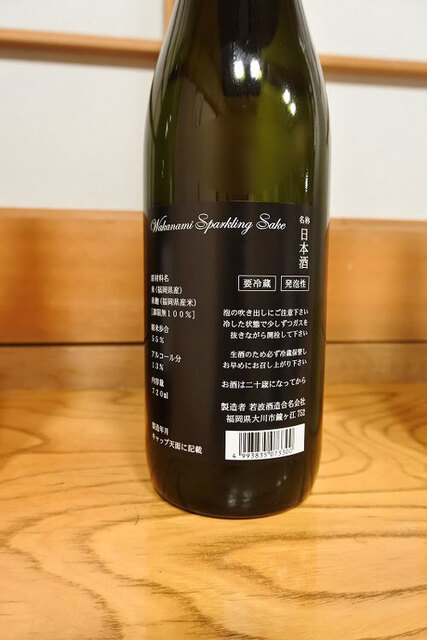 Wakanami Sparkling Sake
名称
日本酒
原材料名
米(福岡県産)
米麹(福岡県産米)
精米歩合
55%
アルコール分
13%
内容量
720ml
製造年月
キャップ天面に記載
要冷蔵
発泡性
泡の吹き出しにご注意下さい
冷した状態で少しずつガスを
抜きながら開栓して下さい
生酒のため必ず冷蔵保管し
お早めにお召し上がり下さい
お酒は二十歳になってから
製造者 若波酒造合名会社
福岡県大川市鐘ヶ江752
4993835073500